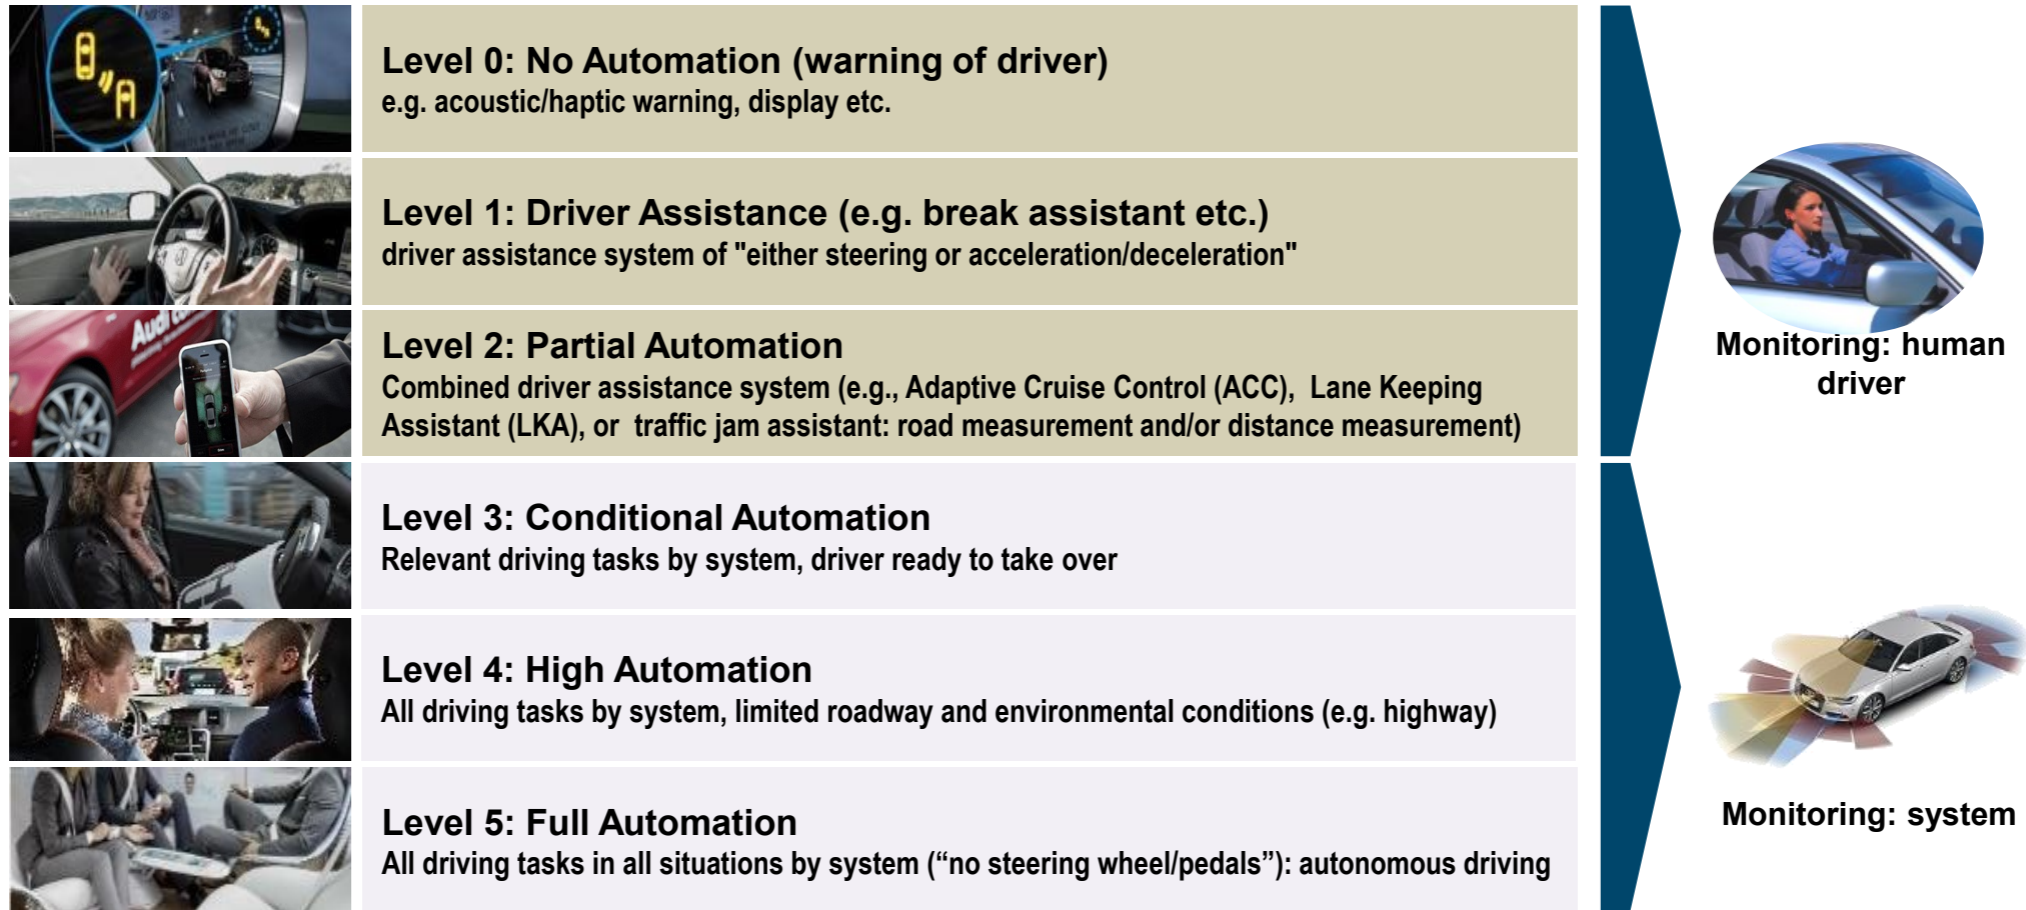 Level 0: No Automation (warning of driver)
e.g. acoustic/haptic warning, display etc.
Level 1: Driver Assistance (e.g. break assistant etc.)
driver assistance system of "either steering or acceleration/deceleration"
Audi
Level 2: Partial Automation
Combined driver assistance system (e.g., Adaptive Cruise Control (ACC), Lane Keeping
Assistant (LKA), or traffic jam assistant: road measurement and/or distance measurement)
Monitoring: human
driver
Level 3: Conditional Automation
Relevant driving tasks by system, driver ready to take over
Level 4: High Automation
All driving tasks by system, limited roadway and environmental conditions (e.g. highway)
Level 5: Full Automation
All driving tasks in all situations by system (“no steering wheel/pedals”): autonomous driving
Monitoring: system